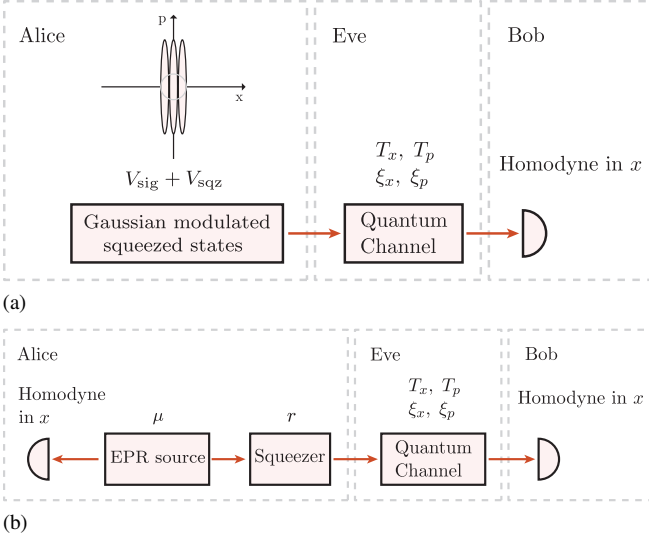 Alice
Eve
Bob
p
x
T_x, T_p
ξ_x, ξ_p
Homodyne in x
V_sig + V_sqz
Gaussian modulated
squeezed states
Quantum
Channel
(a)
Alice
Eve
Bob
Homodyne
in x
μ
r
T_x, T_p
ξ_x, ξ_p
Homodyne in x
EPR source
Squeezer
Quantum
Channel
(b)